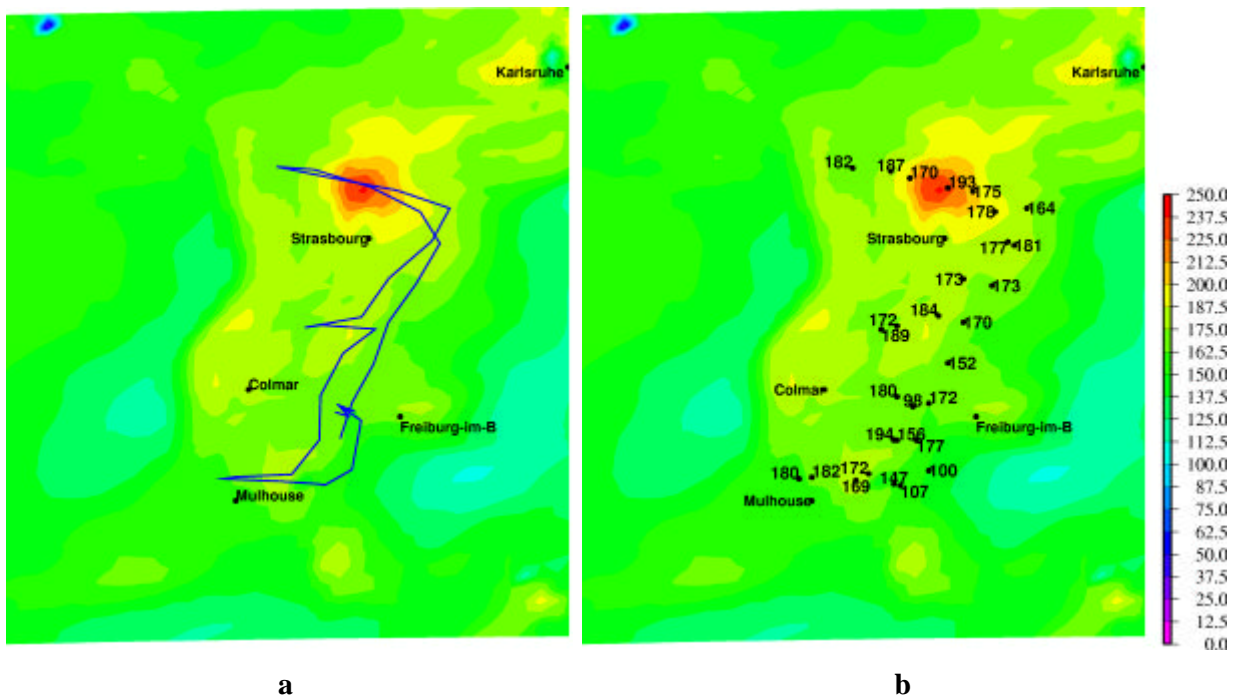 Karlsruhe
Strasbourg
Colmar
Freiburg-im-B
Mulhouse
a
Karlsruhe
182 187 170
193 175
178 164
Strasbourg
177 181
173 173
184
172 170
189
152
Colmar
180 98 172
Freiburg-im-B
194 156
177
180 182 172 100
169 147
107
Mulhouse
b
250.0
237.5
225.0
212.5
200.0
187.5
175.0
162.5
150.0
137.5
125.0
112.5
100.0
87.5
75.0
62.5
50.0
37.5
25.0
12.5
0.0